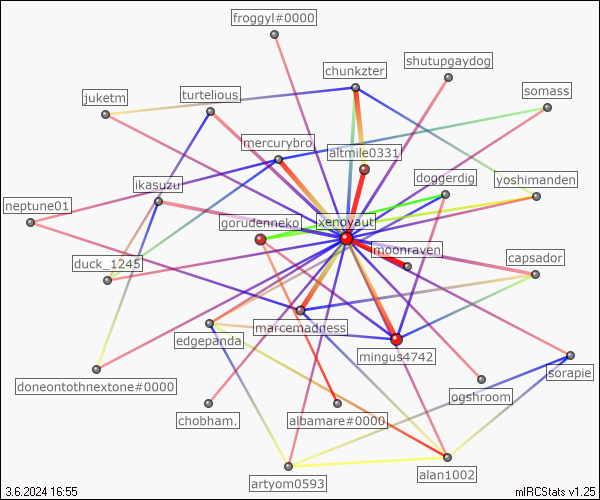 froggyl#0000
shutupgaydog
chunkzter
somass
turtelious
juketm
mercurybro
altmile0331
doggerdig
yoshimanden
ikasuzu
neptune01
gorudenneko
xenovaut
moonraven
capsador
duck_1245
marcemadness
edgepanda
mingus4742
sorapie
doneontothnextone#0000
ogshroom
chobham.
albamare#0000
alan1002
artyom0593
3.6.2024 16:55
mIRCStats v1.25